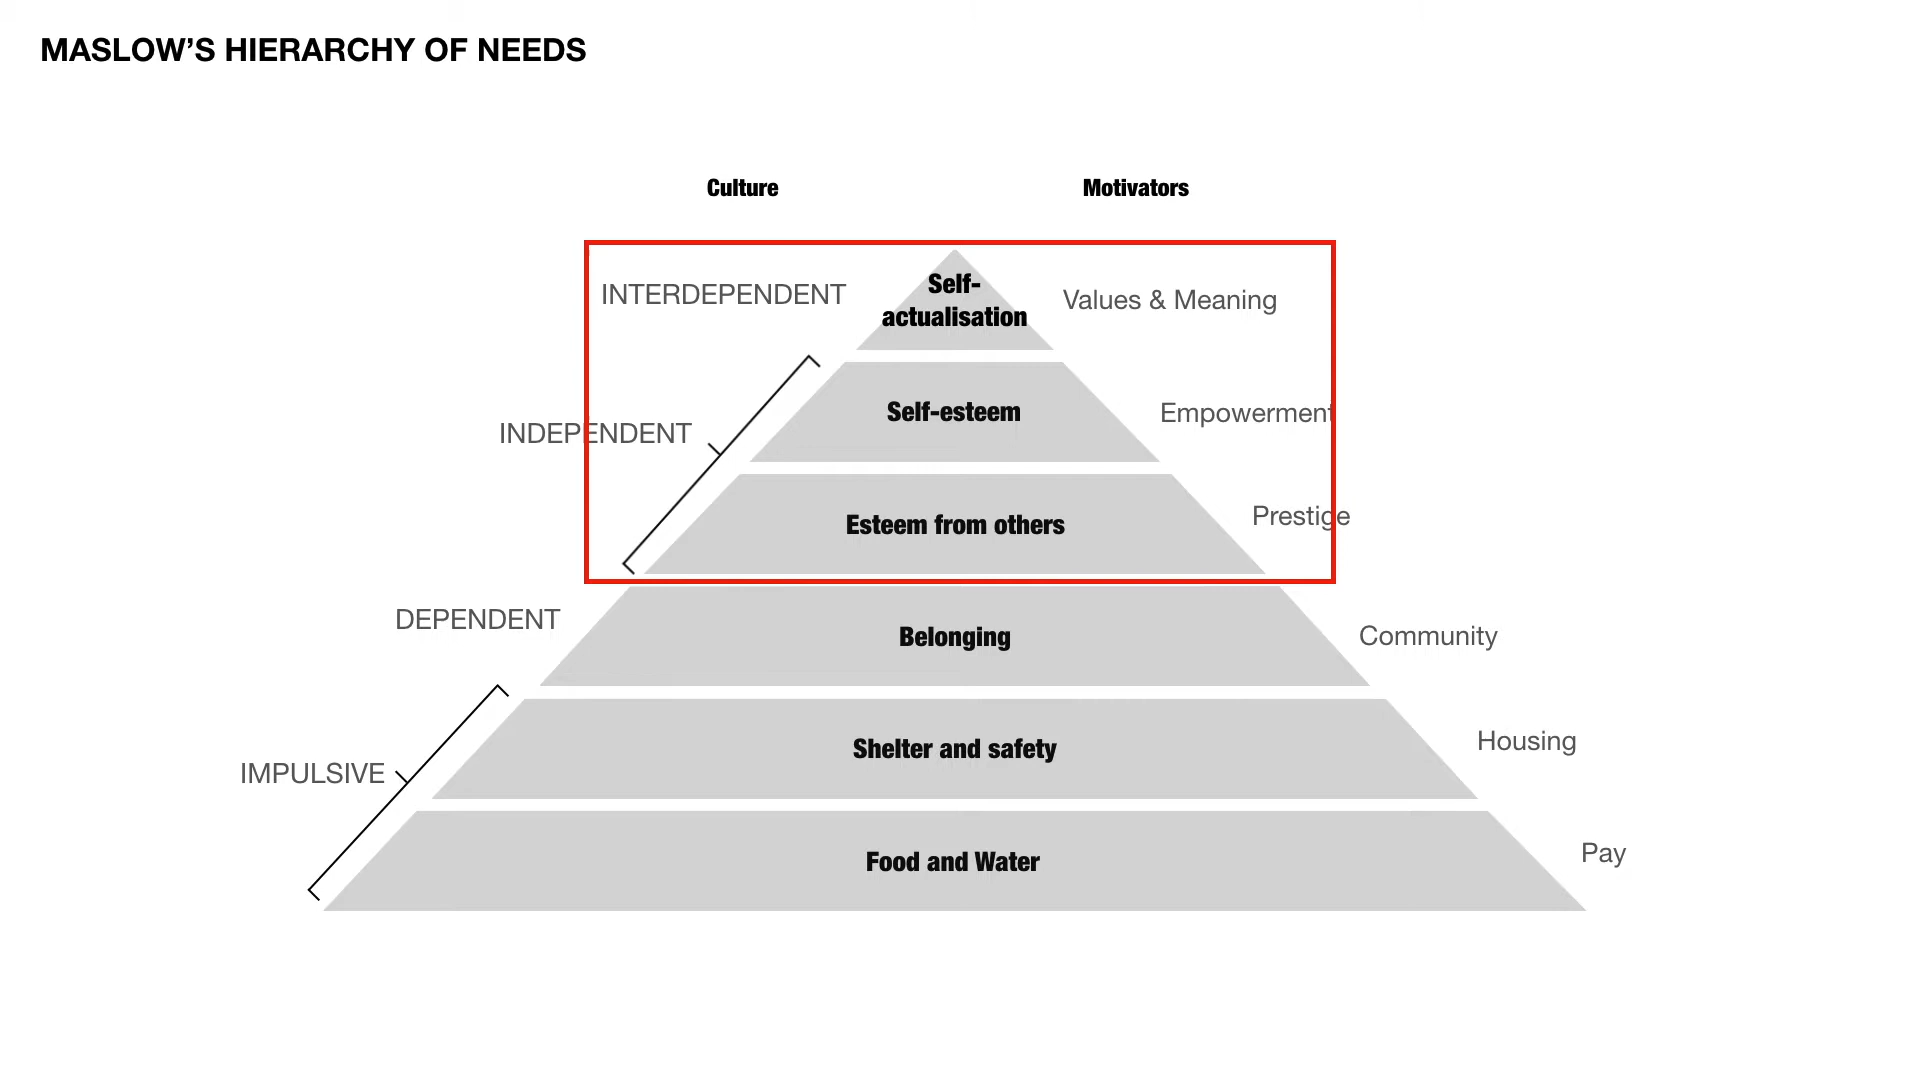 MASLOW’S HIERARCHY OF NEEDS
Culture
Motivators
INTERDEPENDENT
Self-
actualisation
Values & Meaning
INDEPENDENT
Self-esteem
Empowerment
Esteem from others
Prestige
DEPENDENT
Belonging
Community
IMPULSIVE
Shelter and safety
Housing
Food and Water
Pay